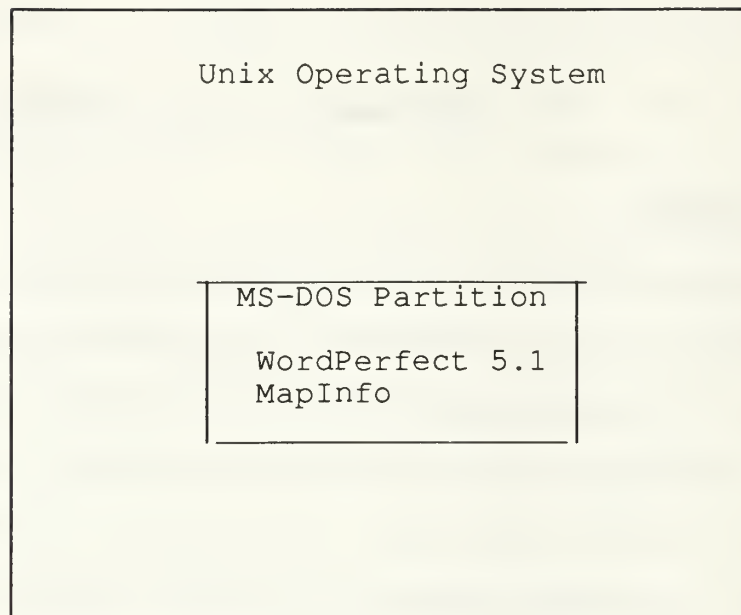 Unix Operating System
MS-DOS Partition
WordPerfect 5.1
MapInfo